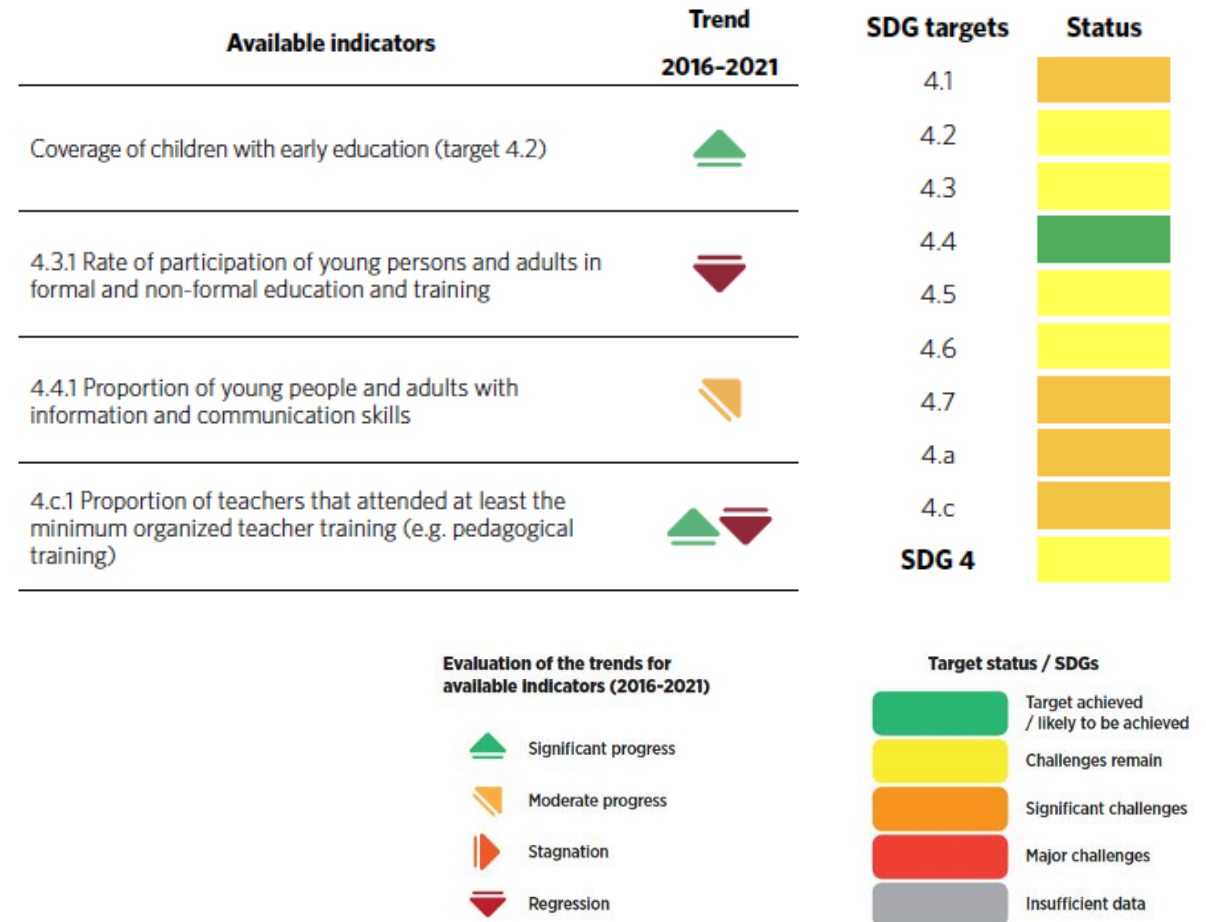 Available indicators
Trend
2016–2021
Coverage of children with early education (target 4.2)
4.3.1 Rate of participation of young persons and adults in
formal and non-formal education and training
4.4.1 Proportion of young people and adults with
information and communication skills
4.c.1 Proportion of teachers that attended at least the
minimum organized teacher training (e.g. pedagogical
training)
SDG targets
Status
4.1
4.2
4.3
4.4
4.5
4.6
4.7
4.a
4.c
SDG 4
Evaluation of the trends for
available indicators (2016-2021)
Significant progress
Moderate progress
Stagnation
Regression
Target status / SDGs
Target achieved
/ likely to be achieved
Challenges remain
Significant challenges
Major challenges
Insufficient data